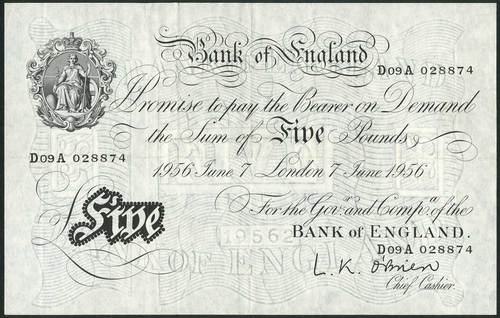 Bank of England
D09A 028874
I Promise to pay the Bearer on Demand
the Sum of Five Pounds
D09A 028874
1956 June 7 London 7 June 1956
For the Gov.r and Comp.a of the
BANK OF ENGLAND.
Five
D09A 028874
L. K. O'Brien
Chief Cashier.